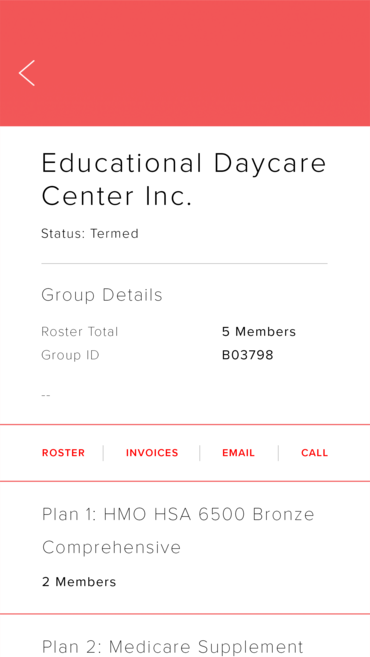 Educational Daycare
Center Inc.
Status: Termed
Group Details
Roster Total 5 Members
Group ID B03798
--
ROSTER INVOICES EMAIL CALL
Plan 1: HMO HSA 6500 Bronze
Comprehensive
2 Members
Plan 2: Medicare Supplement